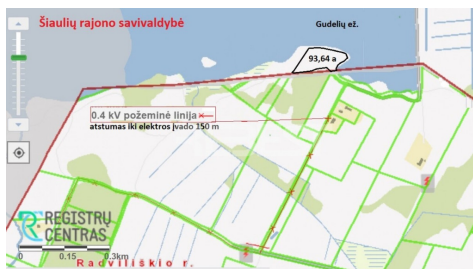 Šiaulių rajono savivaldybė
Gudelių ež.
93,64 a
0.4 kV požeminė linija
atstumas iki elektros įvado 150 m
REGISTRŲ
CENTRAS
0 0.15 0.3km
Radviliškio r.